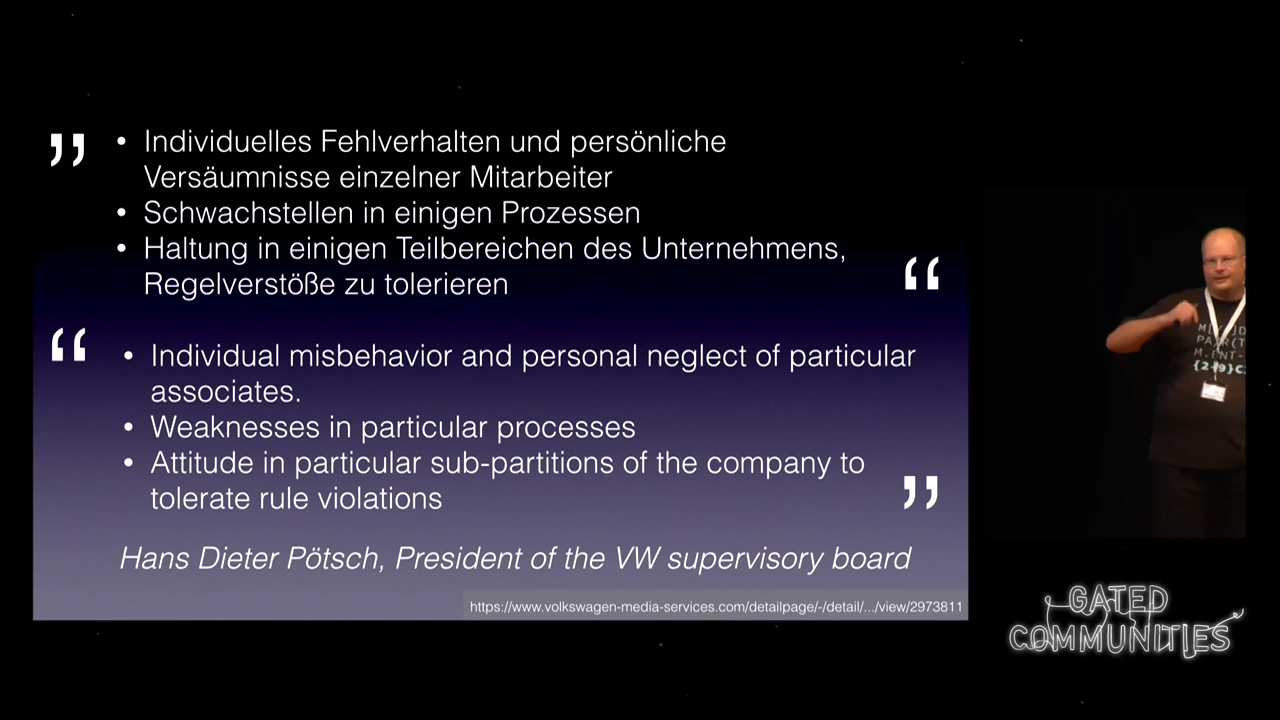 „
• Individuelles Fehlverhalten und persönliche
Versäumnisse einzelner Mitarbeiter
• Schwachstellen in einigen Prozessen
• Haltung in einigen Teilbereichen des Unternehmens,
Regelverstöße zu tolerieren
“
“
• Individual misbehavior and personal neglect of particular
associates.
• Weaknesses in particular processes
• Attitude in particular sub-partitions of the company to
tolerate rule violations
”
Hans Dieter Pötsch, President of the VW supervisory board
https://www.volkswagen-media-services.com/detailpage/-/detail/.../view/2973811
GATED
COMMUNITIES